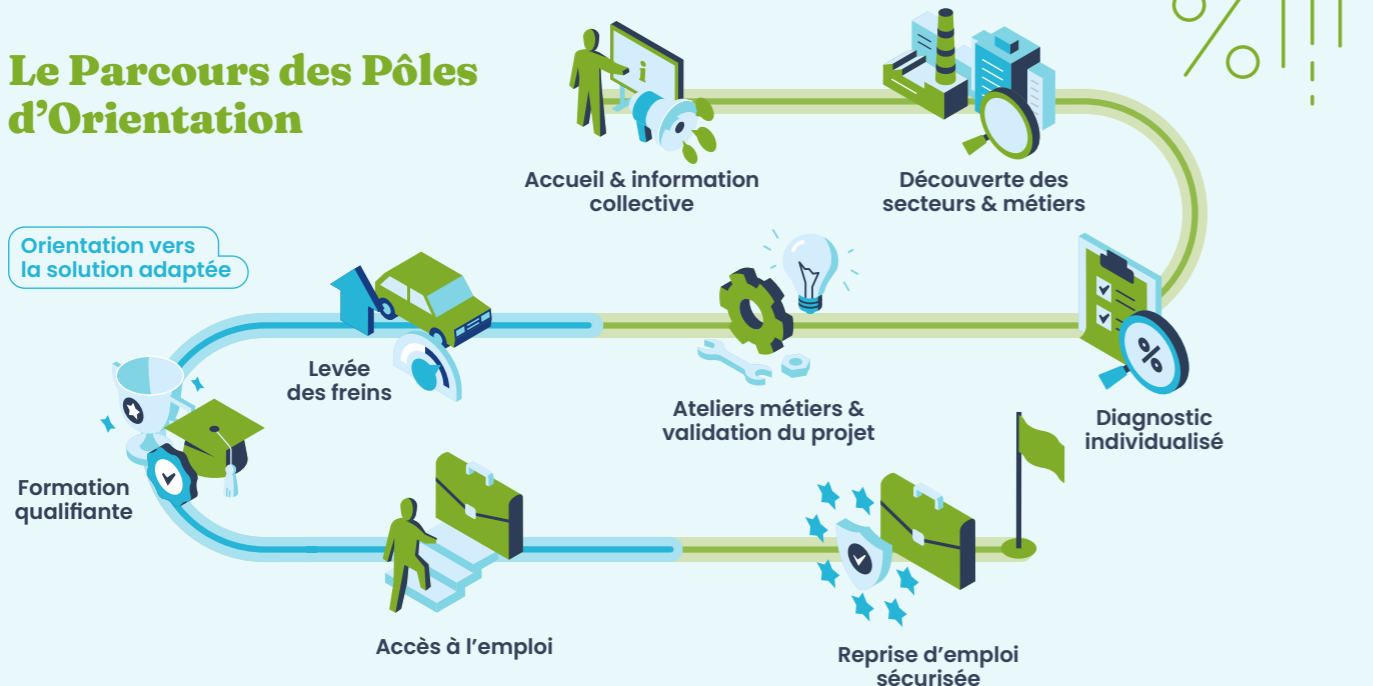 Le Parcours des Pôles
d’Orientation
Accueil & information
collective
Découverte des
secteurs & métiers
Diagnostic
individualisé
Ateliers métiers &
validation du projet
Orientation vers
la solution adaptée
Levée
des freins
Formation
qualifiante
Accès à l’emploi
Reprise d’emploi
sécurisée
i
%